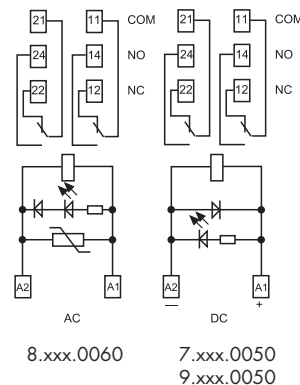 21 11 COM 21 11 COM
24 14 NO 24 14 NO
22 12 NC 22 12 NC
A2 A1 A2 A1
— +
AC DC
8.xxx.0060 7.xxx.0050
9.xxx.0050